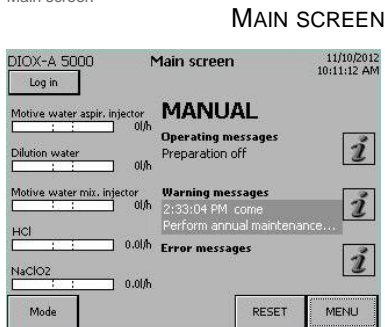 Main screen
MAIN SCREEN
DIOX-A 5000 Main screen 11/10/2012
10:11:12 AM
Log in
Motive water aspir. injector
0l/h
Dilution water
0l/h
Motive water mix. injector
0l/h
HCl
0.0l/h
NaClO2
0.0l/h
MANUAL
Operating messages
Preparation off
Warning messages
2:33:04 PM come
Perform annual maintenance...
Error messages
i
i
i
Mode
RESET
MENU